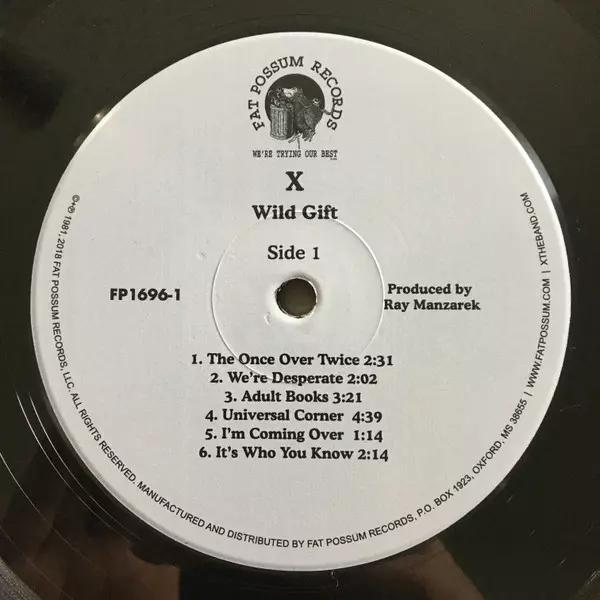 FAT POSSUM RECORDS
WE'RE TRYING OUR BEST
X
Wild Gift
Side 1
FP1696-1
Produced by
Ray Manzarek
1. The Once Over Twice 2:31
2. We're Desperate 2:02
3. Adult Books 3:21
4. Universal Corner 4:39
5. I'm Coming Over 1:14
6. It's Who You Know 2:14
©+℗ 1981, 2018 FAT POSSUM RECORDS, LLC. ALL RIGHTS RESERVED. MANUFACTURED AND DISTRIBUTED BY FAT POSSUM RECORDS, P.O. BOX 1923, OXFORD, MS 38655 | WWW.FATPOSSUM.COM | XTHEBAND.COM